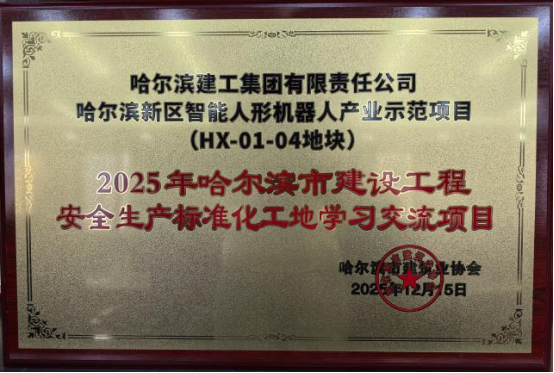 哈尔滨建工集团有限责任公司
哈尔滨新区智能人形机器人产业示范项目
（HX-01-04地块）
2025年哈尔滨市建设工程
安全生产标准化工地学习交流项目
哈尔滨市建筑业协会
2025年12月15日